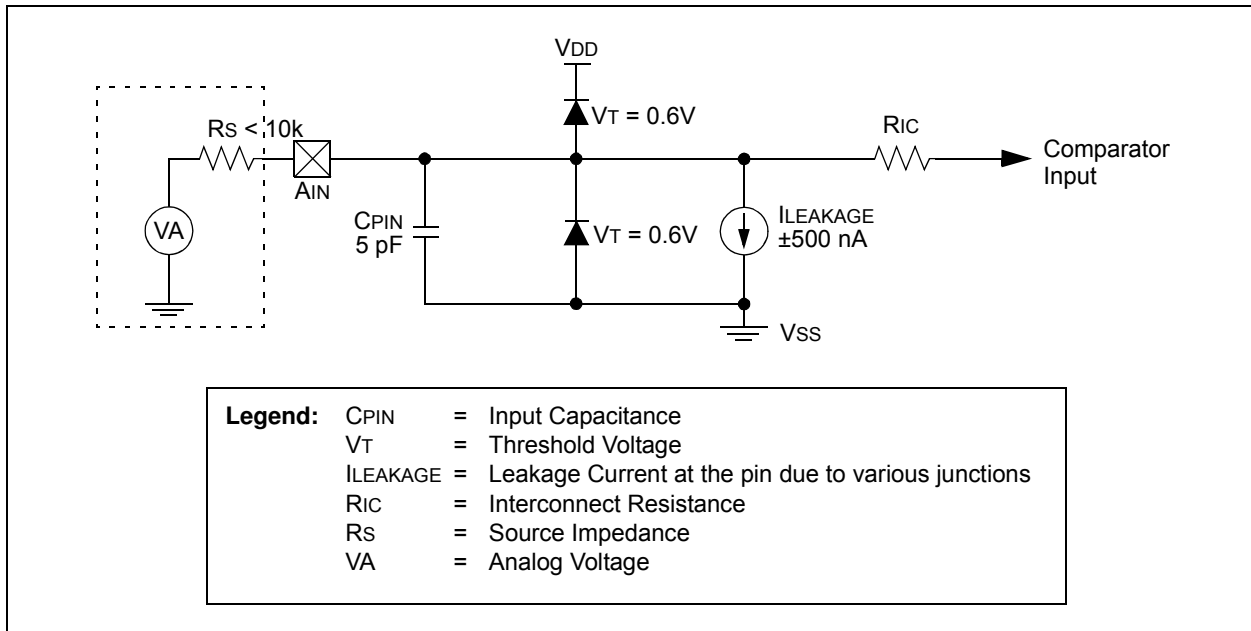 VDD
VT = 0.6V
RS < 10k
RIC
AIN
Comparator
Input
VA
CPIN
5 pF
VT = 0.6V
ILEAKAGE
±500 nA
VSS
Legend: CPIN = Input Capacitance
VT = Threshold Voltage
ILEAKAGE = Leakage Current at the pin due to various junctions
RIC = Interconnect Resistance
RS = Source Impedance
VA = Analog Voltage